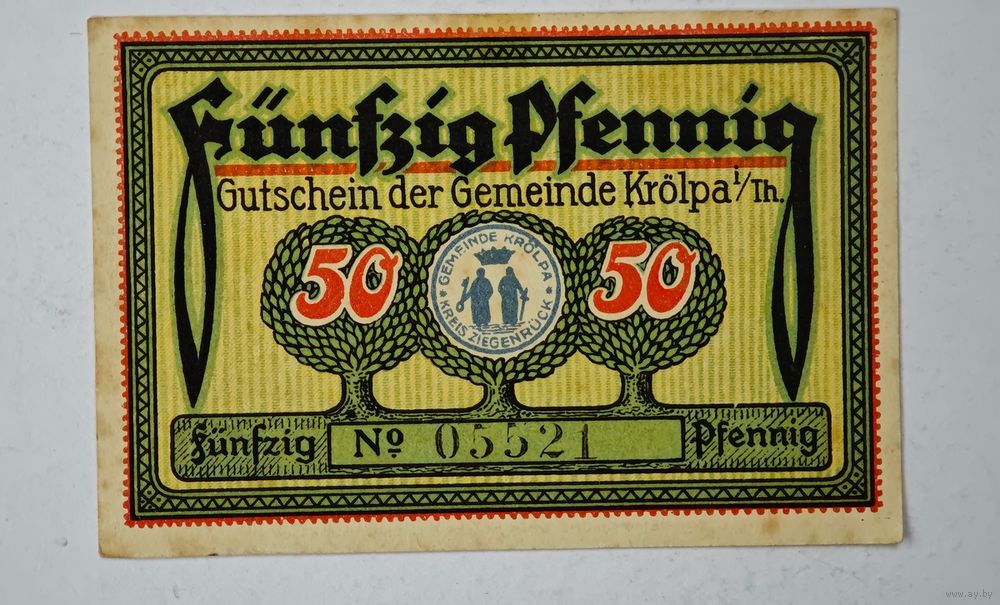 Fünfzig Pfennig
Gutschein der Gemeinde Krölpa i/Th.
50
GEMEINDE KRÖLPA
* KREIS ZIEGENRÜCK *
50
Fünfzig
Nº 05521
Pfennig
www.ay.by